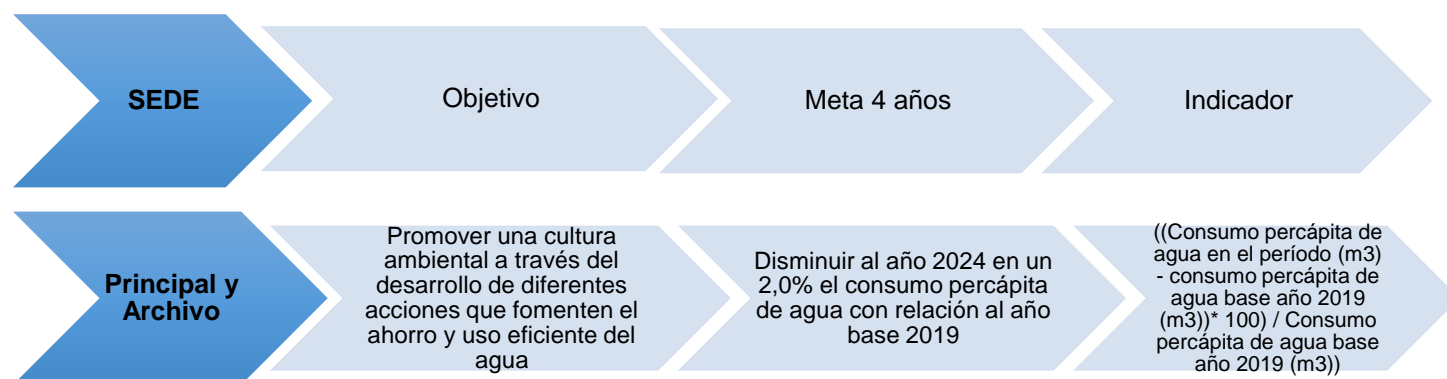 SEDE
Objetivo
Meta 4 años
Indicador
Principal y
Archivo
Promover una cultura
ambiental a través del
desarrollo de diferentes
acciones que fomenten el
ahorro y uso eficiente del
agua
Disminuir al año 2024 en un
2,0% el consumo percápita
de agua con relación al año
base 2019
((Consumo percápita de
agua en el período (m3)
- consumo percápita de
agua base año 2019
(m3))* 100) / Consumo
percápita de agua base
año 2019 (m3))